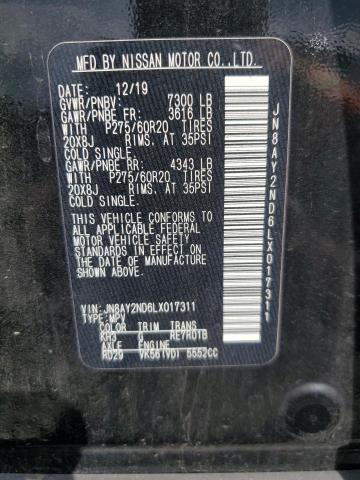 MFD BY NISSAN MOTOR CO.,LTD.
12/19
GVWR/PNBV: 7300 LB
GAWR/PNBE FR: 3616 LB
WITH P275/60R20 TIRES
20X8J RIMS, AT 35PSI
COLD SINGLE
GAWR/PNBE RR: 4343 LB
WITH P275/60R20 TIRES
20X8J RIMS, AT 35PSI
COLD SINGLE
THIS VEHICLE CONFORMS TO
ALL APPLICABLE FEDERAL
MOTOR VEHICLE SAFETY
STANDARDS IN EFFECT ON
THE DATE OF MANUFACTURE
SHOWN ABOVE.
VIN: JN8AY2ND6LX017311
TYPE: MPV
COLOR TRIM TRANS
KH3 G RE7R01B
AXLE ENGINE
RD29 VK56(VD) 5552CC
JN8AY2ND6LX017311